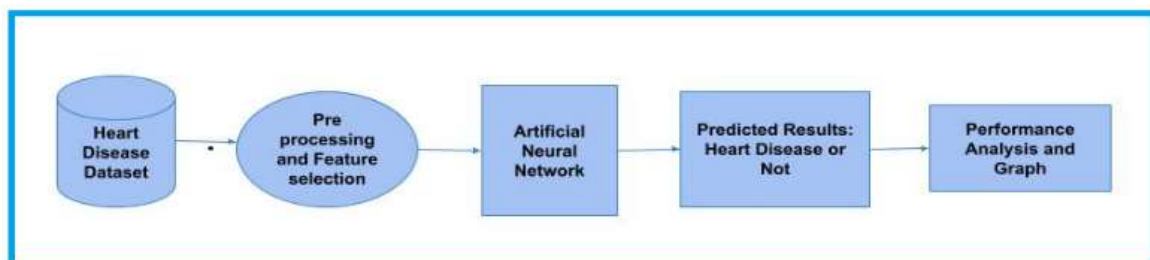 Heart
Disease
Dataset
Pre
processing
and Feature
selection
Artificial
Neural
Network
Predicted Results:
Heart Disease or
Not
Performance
Analysis and
Graph